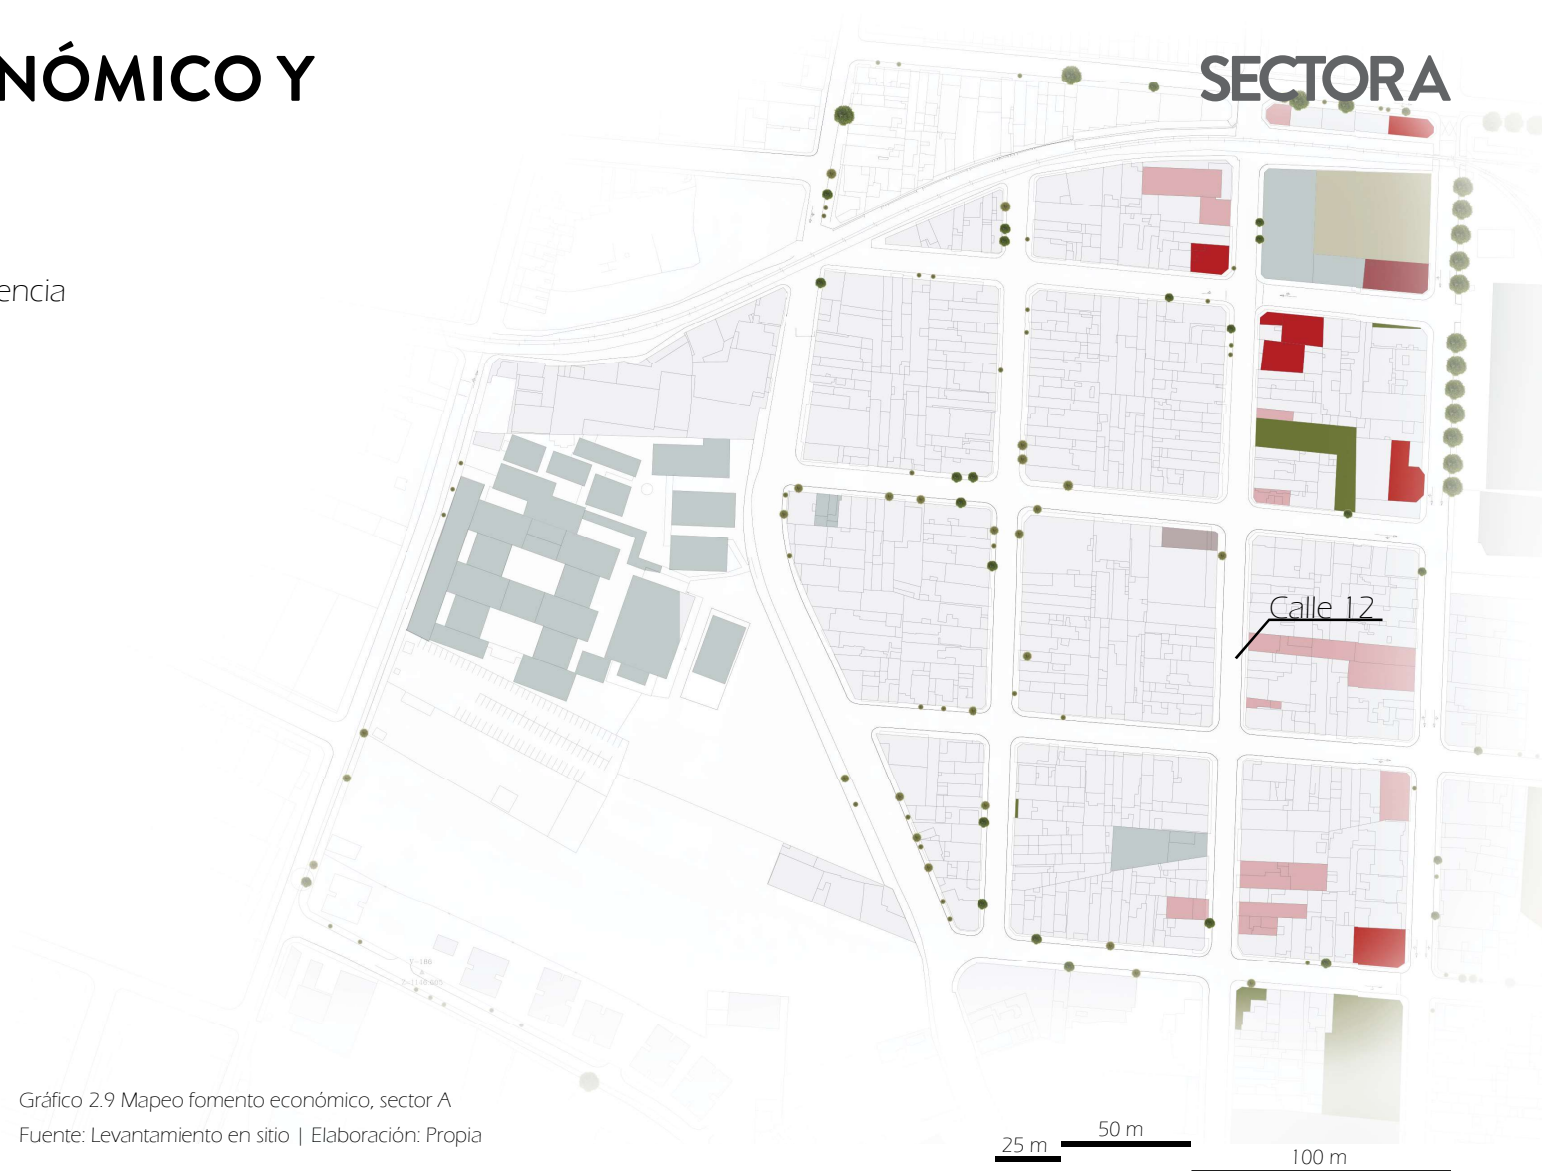 NÓMICO Y
SECTOR A
encia
Calle 12
Gráfico 2.9 Mapeo fomento económico, sector A
Fuente: Levantamiento en sitio | Elaboración: Propia
25 m
50 m
100 m